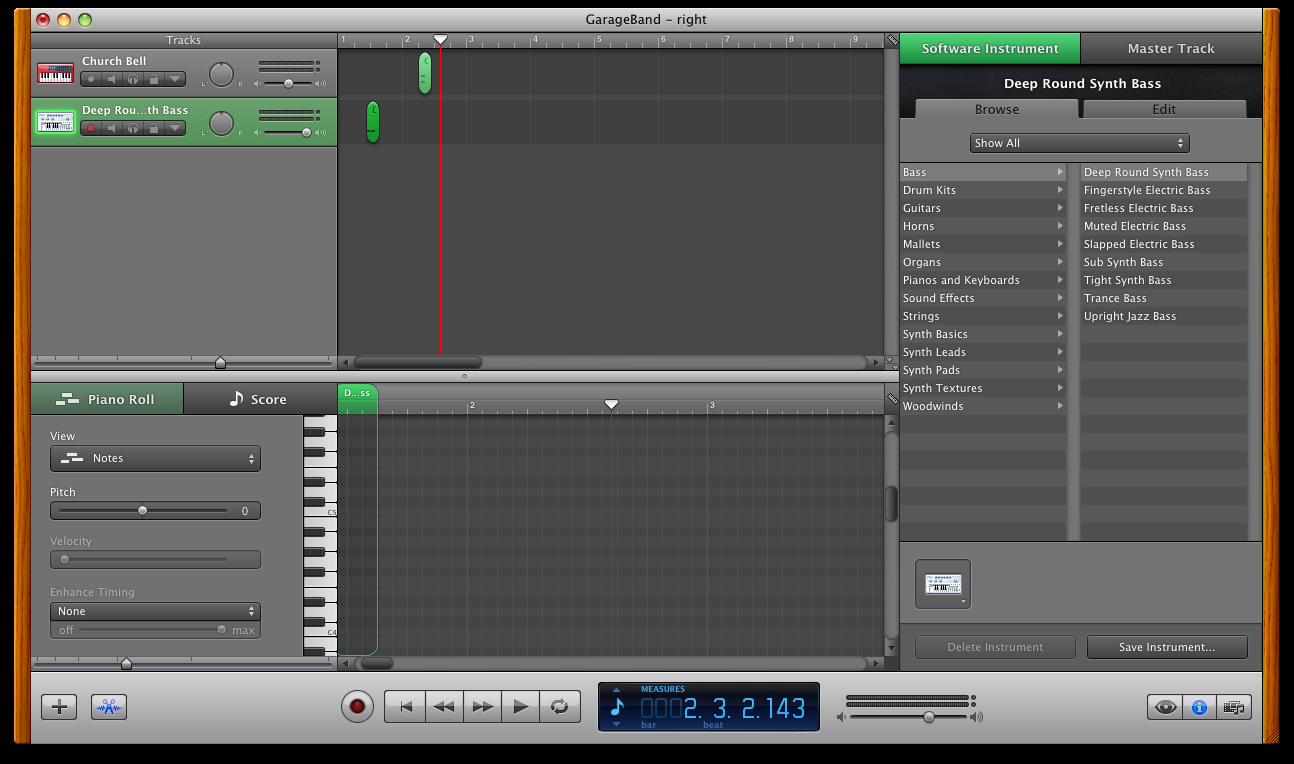 GarageBand – right
Tracks
1 2 3 4 5 6 7 8 9
Software Instrument
Master Track
Church Bell
L R
C
Deep Rou...th Bass
L R
Deep Round Synth Bass
Browse
Edit
Show All
Bass
Drum Kits
Guitars
Horns
Mallets
Organs
Pianos and Keyboards
Sound Effects
Strings
Synth Basics
Synth Leads
Synth Pads
Synth Textures
Woodwinds
Deep Round Synth Bass
Fingerstyle Electric Bass
Fretless Electric Bass
Muted Electric Bass
Slapped Electric Bass
Sub Synth Bass
Tight Synth Bass
Trance Bass
Upright Jazz Bass
Piano Roll
Score
D...ss
2 3
View
Notes
Pitch
0
Velocity
Enhance Timing
None
off max
C5
C4
Delete Instrument
Save Instrument...
MEASURES
0002. 3. 2.143
bar beat